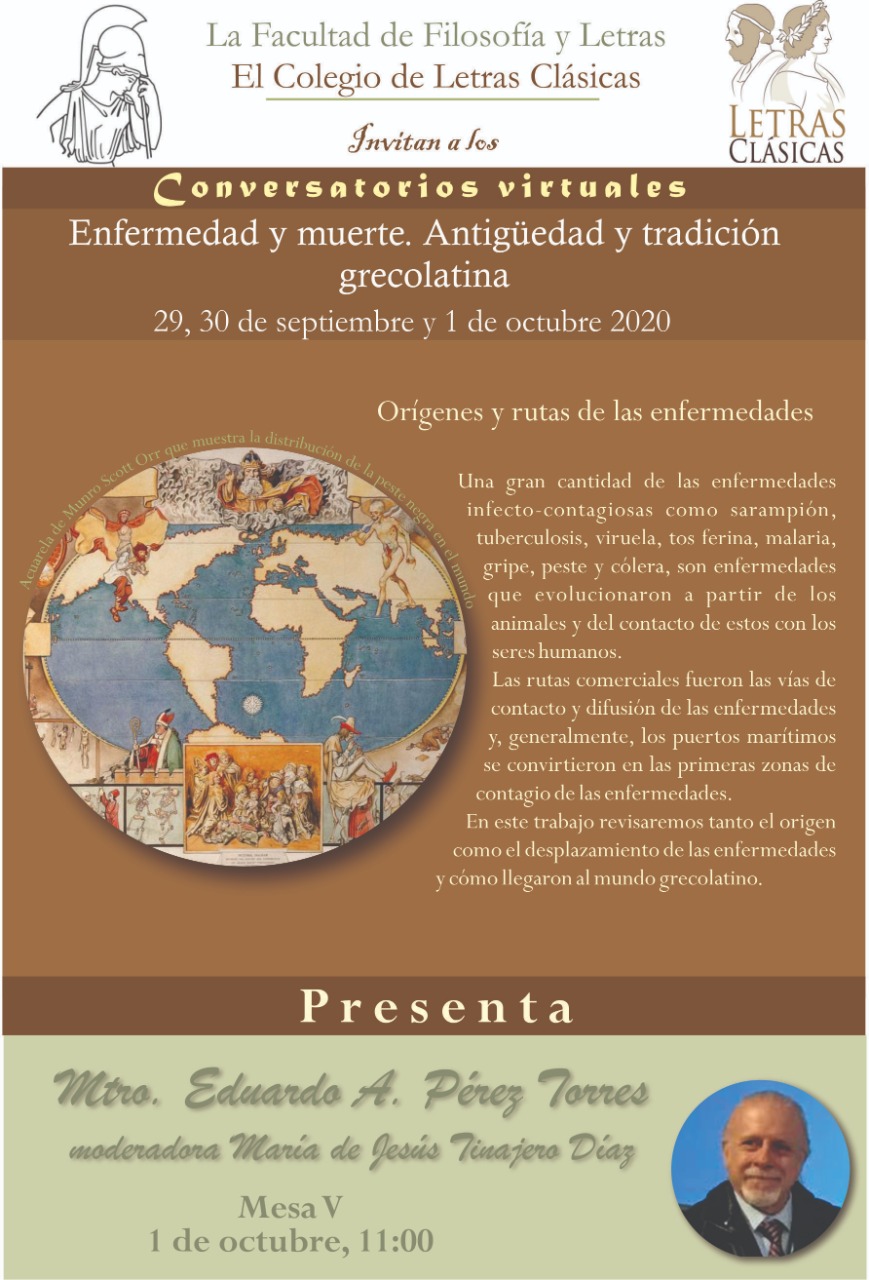 La Facultad de Filosofía y Letras
El Colegio de Letras Clásicas
Invitan a los
LETRAS
CLÁSICAS
Conversatorios virtuales
Enfermedad y muerte. Antigüedad y tradición
grecolatina
29, 30 de septiembre y 1 de octubre 2020
Orígenes y rutas de las enfermedades
Acuarela de Munro Scott Orr que muestra la distribución de la peste negra en el mundo
Una gran cantidad de las enfermedades
infecto-contagiosas como sarampión,
tuberculosis, viruela, tos ferina, malaria,
gripe, peste y cólera, son enfermedades
que evolucionaron a partir de los
animales y del contacto de estos con los
seres humanos.
Las rutas comerciales fueron las vías de
contacto y difusión de las enfermedades
y, generalmente, los puertos marítimos
se convirtieron en las primeras zonas de
contagio de las enfermedades.
En este trabajo revisaremos tanto el origen
como el desplazamiento de las enfermedades
y cómo llegaron al mundo grecolatino.
Presenta
Mtro. Eduardo A. Pérez Torres
moderadora María de Jesús Tinajero Díaz
Mesa V
1 de octubre, 11:00